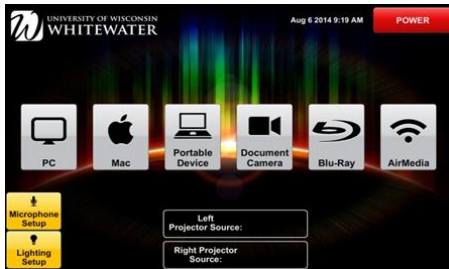 UNIVERSITY OF WISCONSIN
WHITEWATER
Aug 6 2014 9:19 AM
POWER
PC
Mac
Portable
Device
Document
Camera
Blu-Ray
AirMedia
Microphone
Setup
Lighting
Setup
Left
Projector Source:
Right Projector
Source: